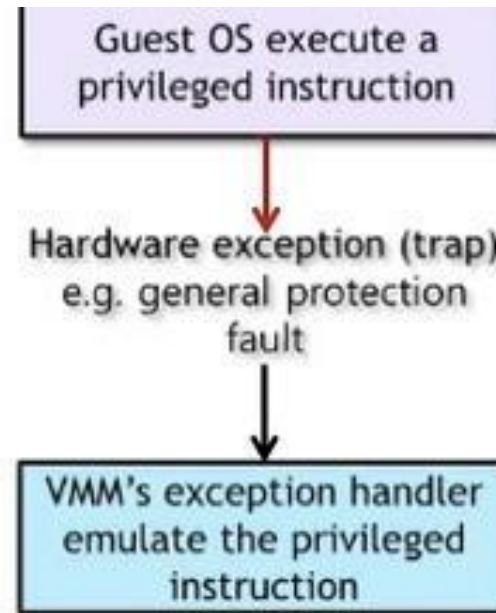 Guest OS execute a
privileged instruction
Hardware exception (trap)
e.g. general protection
fault
VMM's exception handler
emulate the privileged
instruction